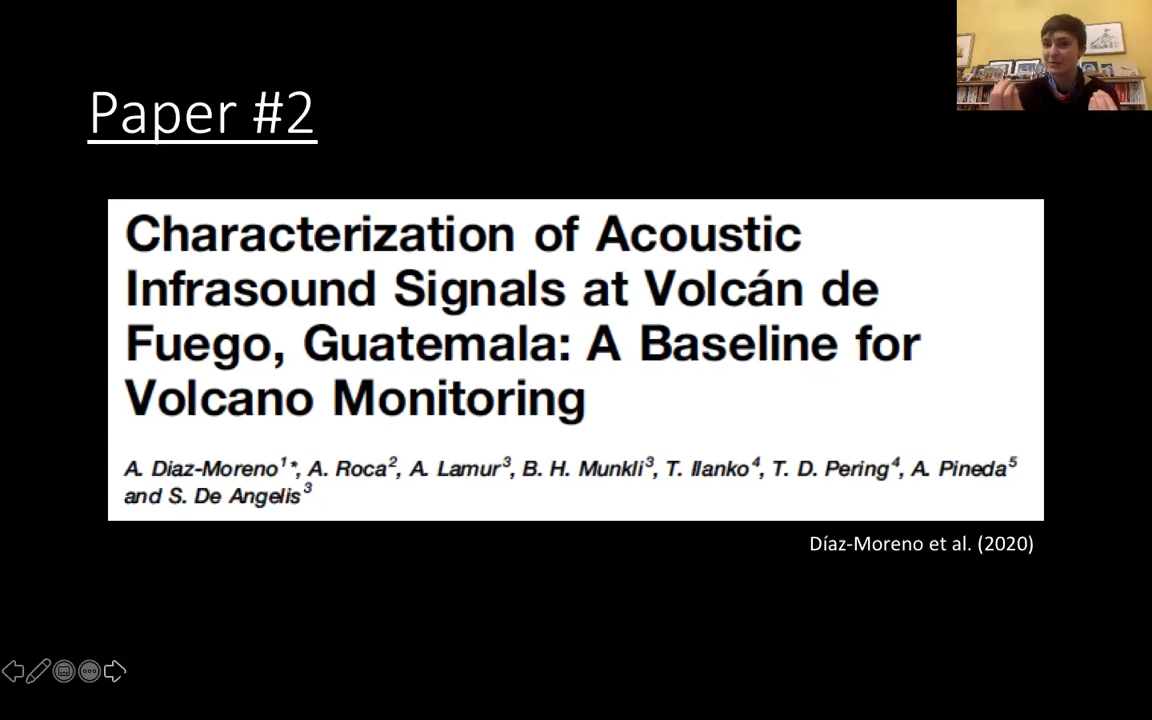 Paper #2
Characterization of Acoustic
Infrasound Signals at Volcán de
Fuego, Guatemala: A Baseline for
Volcano Monitoring
A. Diaz-Moreno1*, A. Roca2, A. Lamur3, B. H. Munkli3, T. Ilanko4, T. D. Pering4, A. Pineda5
and S. De Angelis3
Díaz-Moreno et al. (2020)